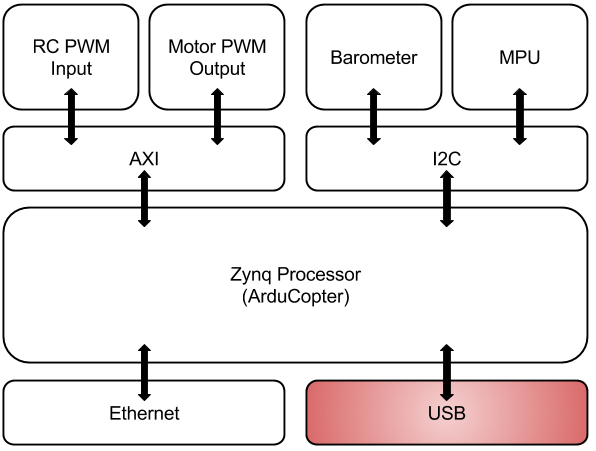 RC PWM
Input
Motor PWM
Output
Barometer
MPU
AXI
I2C
Zynq Processor
(ArduCopter)
Ethernet
USB